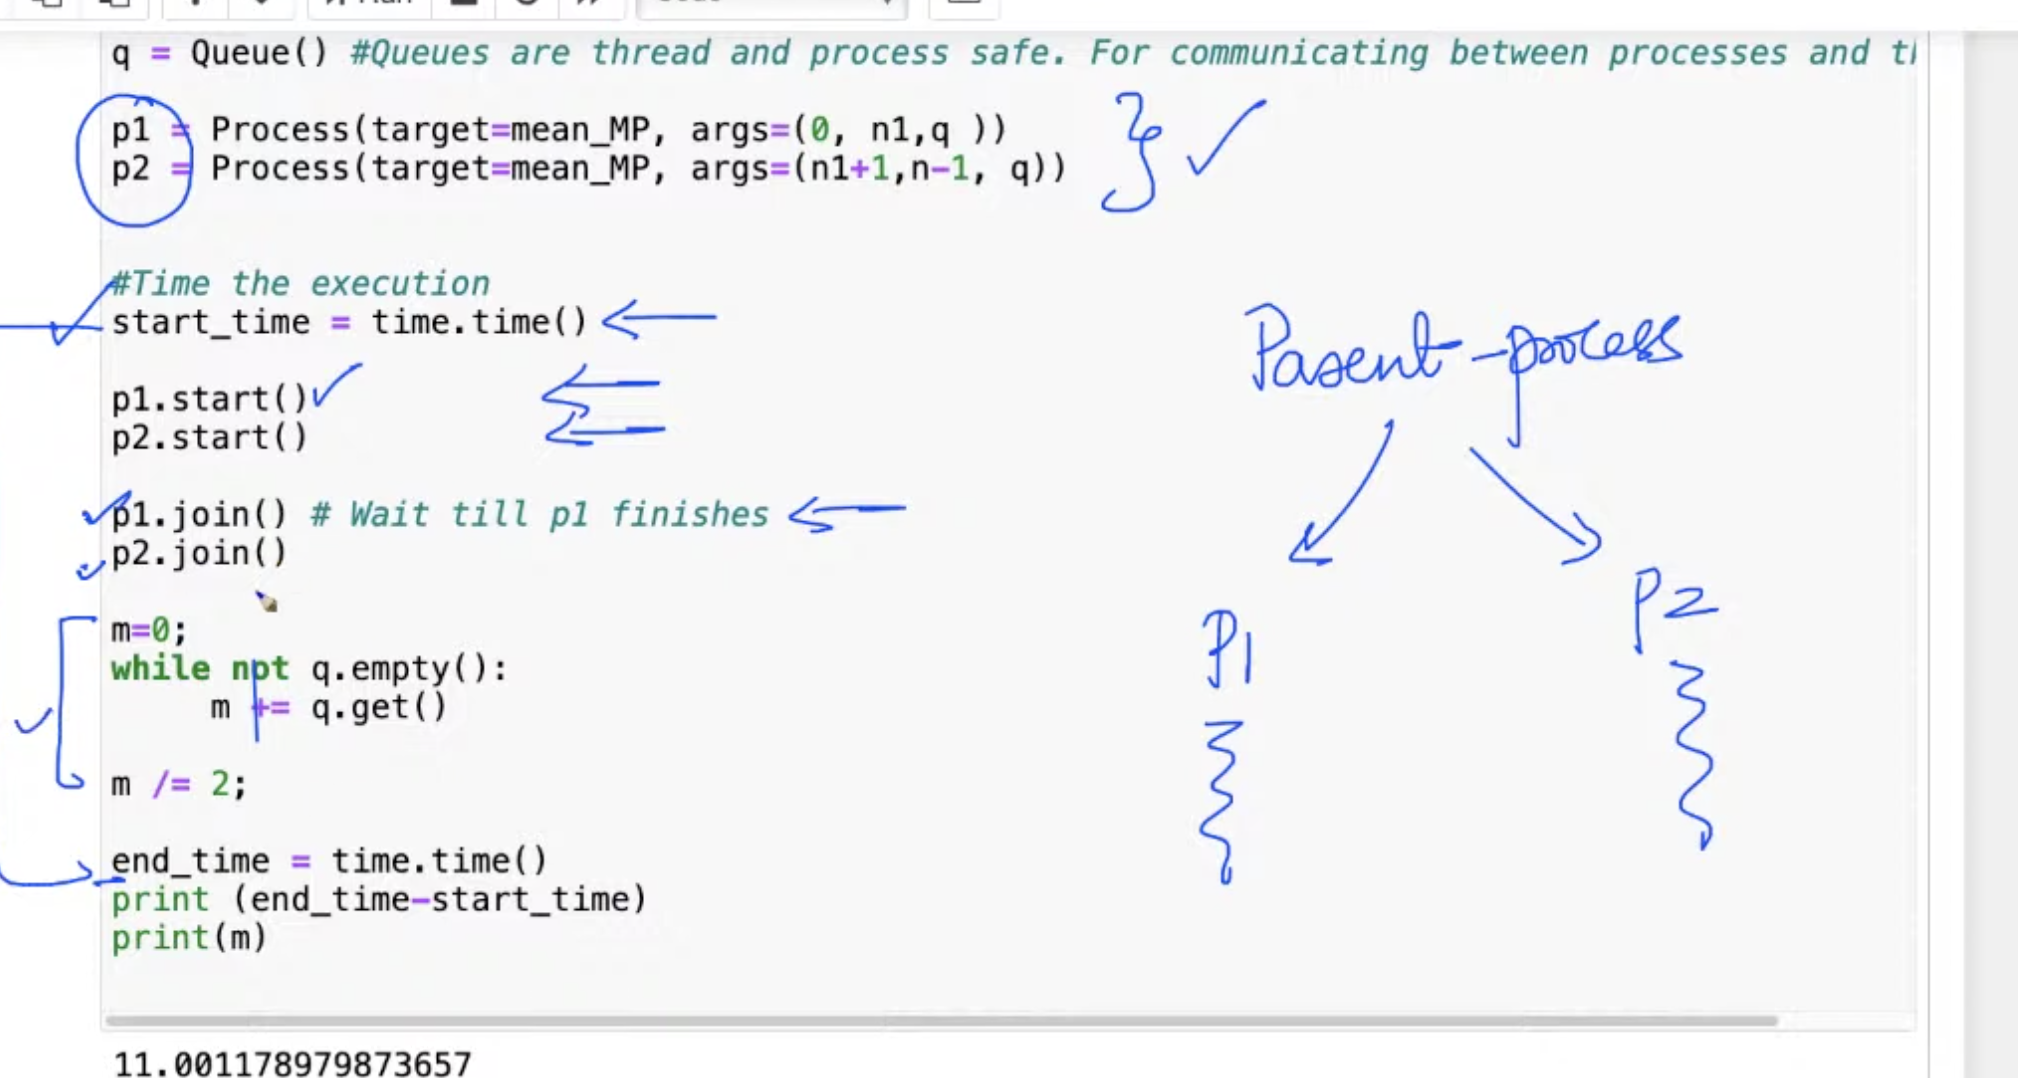 q = Queue() #Queues are thread and process safe. For communicating between processes and
p1 = Process(target=mean_MP, args=(0, n1,q ))
p2 = Process(target=mean_MP, args=(n1+1,n-1, q))
#Time the execution
start_time = time.time()
p1.start()
p2.start()
p1.join() # Wait till p1 finishes
p2.join()
m=0;
while not q.empty():
m += q.get()
m /= 2;
end_time = time.time()
print (end_time-start_time)
print(m)
11.001178979873657
Parent-process
P1
P2